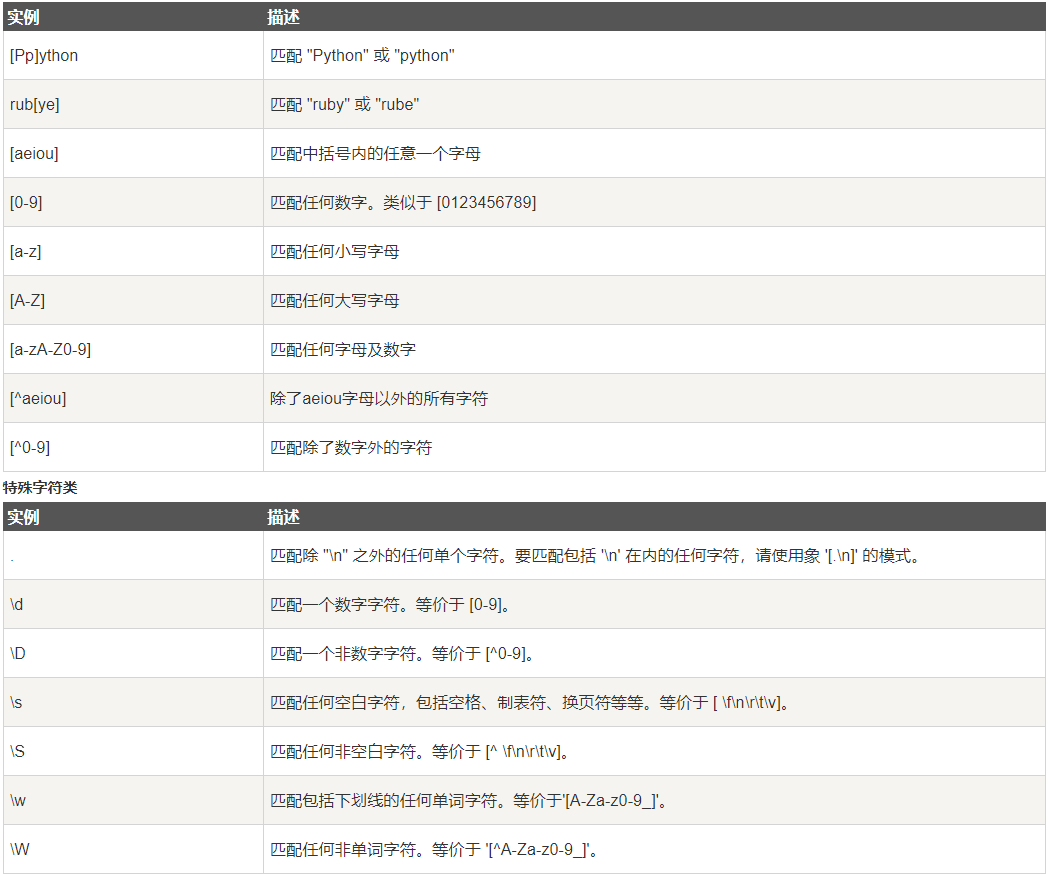 实例 描述
[Pp]ython 匹配 "Python" 或 "python"
rub[ye] 匹配 "ruby" 或 "rube"
[aeiou] 匹配中括号内的任意一个字母
[0-9] 匹配任何数字。类似于 [0123456789]
[a-z] 匹配任何小写字母
[A-Z] 匹配任何大写字母
[a-zA-Z0-9] 匹配任何字母及数字
[^aeiou] 除了aeiou字母以外的所有字符
[^0-9] 匹配除了数字外的字符
特殊字符类
实例 描述
. 匹配除 "\n" 之外的任何单个字符。要匹配包括 '\n' 在内的任何字符，请使用象 '[.\n]' 的模式。
\d 匹配一个数字字符。等价于 [0-9]。
\D 匹配一个非数字字符。等价于 [^0-9]。
\s 匹配任何空白字符，包括空格、制表符、换页符等等。等价于 [ \f\n\r\t\v]。
\S 匹配任何非空白字符。等价于 [^ \f\n\r\t\v]。
\w 匹配包括下划线的任何单词字符。等价于'[A-Za-z0-9_]'。
\W 匹配任何非单词字符。等价于 '[^A-Za-z0-9_]'。